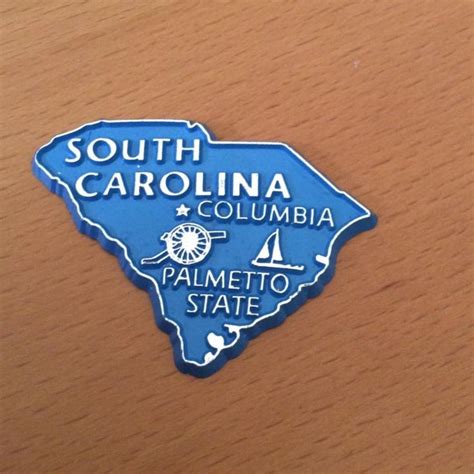 SOUTH
CAROLINA
COLUMBIA
PALMETTO
STATE